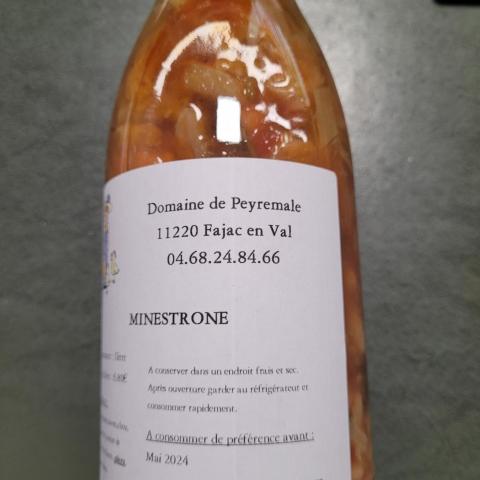 Domaine de Peyremale
11220 Fajac en Val
04.68.24.84.66
MINESTRONE
A conserver dans un endroit frais et sec.
Après ouverture garder au réfrigérateur et
consommer rapidement.
A consommer de préférence avant :
Mai 2024